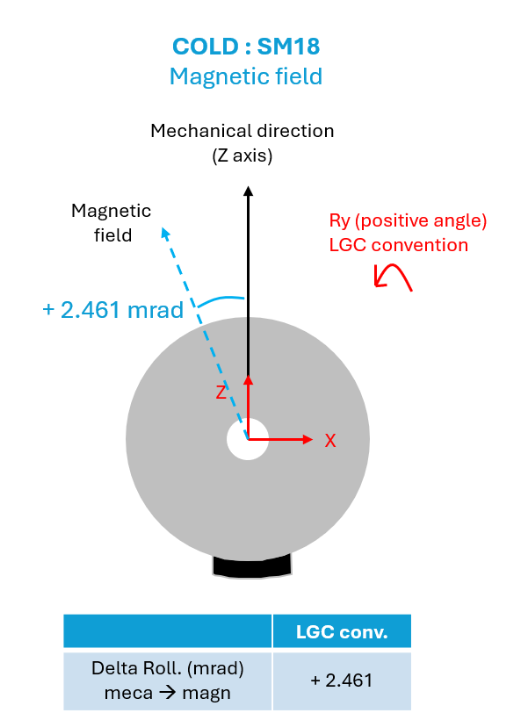 COLD : SM18
Magnetic field
Mechanical direction
(Z axis)
Magnetic
field
Ry (positive angle)
LGC convention
+ 2.461 mrad
Z
X
LGC conv.
Delta Roll. (mrad)
meca → magn
+ 2.461